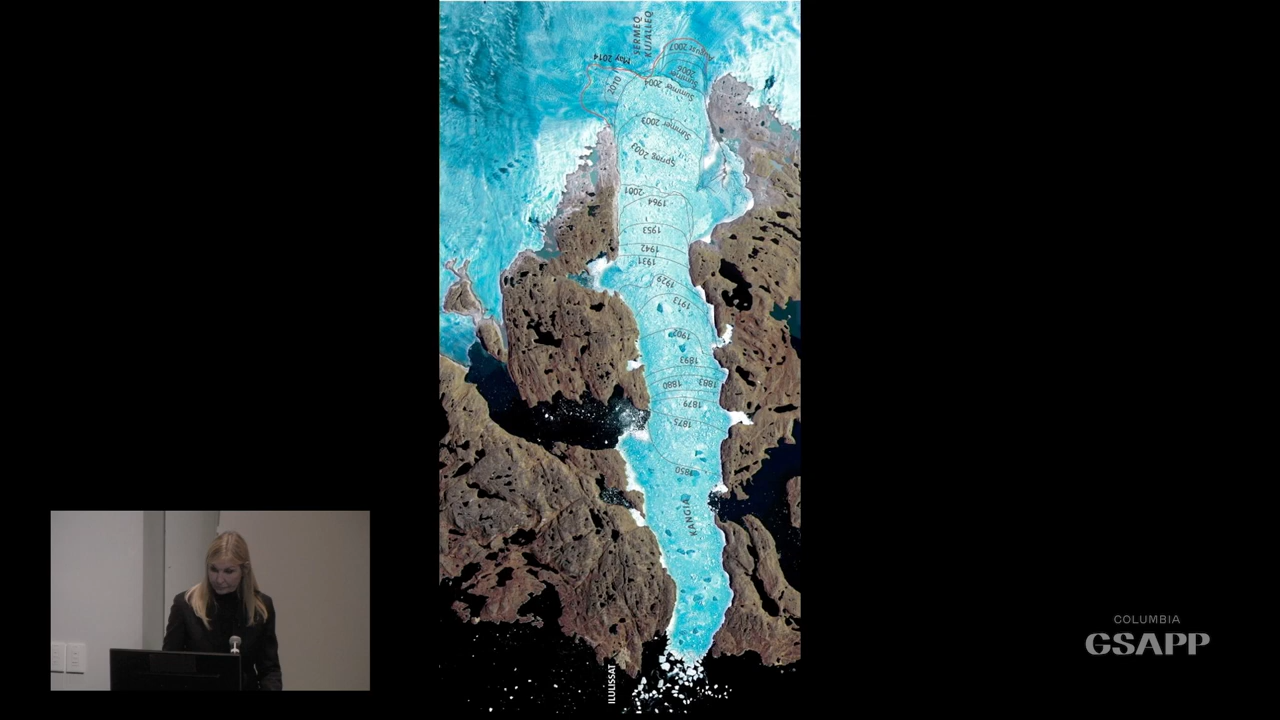 SERMEQ
KUJALLEQ
August 2007
May 2014
2006
Summer
2010
Summer 2004
Summer 2003
Spring 2003
2001
1964
1953
1942
1931
1929
1913
1902
1893
1883
1880
1879
1875
1850
KANGIA
ILULISSAT
COLUMBIA
GSAPP